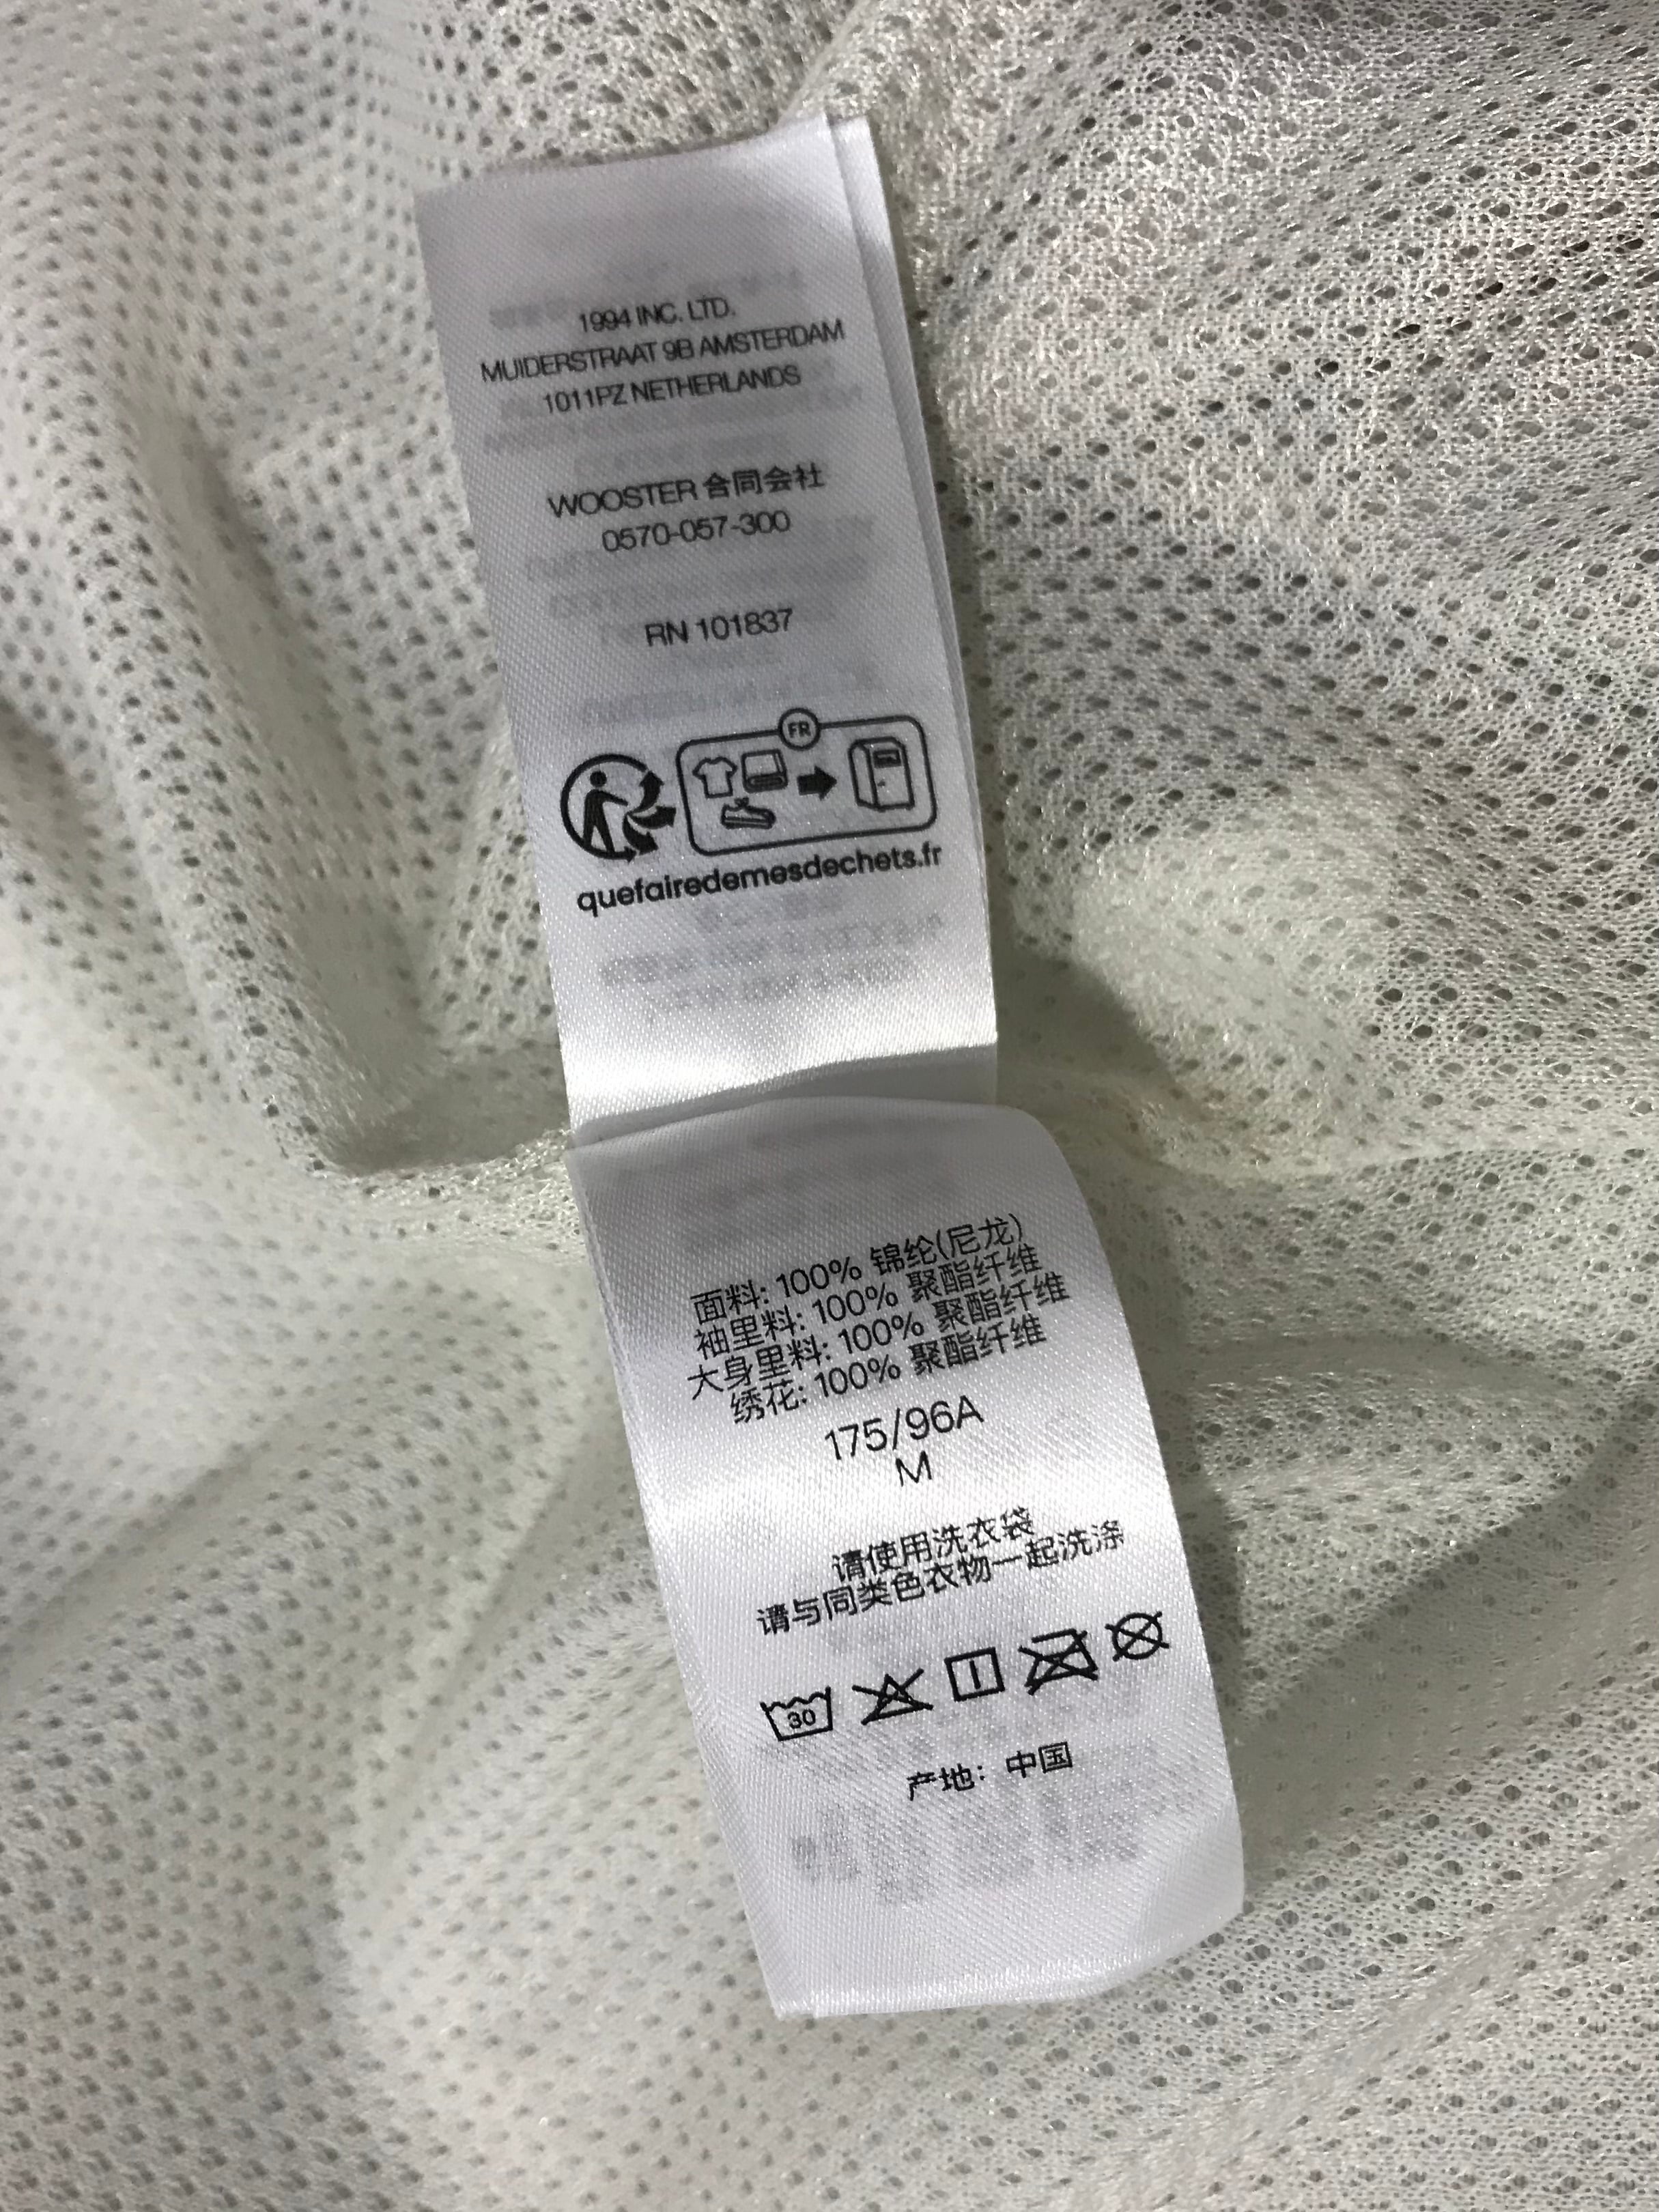 1994 INC. LTD.
MUIDERSTRAAT 9B AMSTERDAM
1011PZ NETHERLANDS
WOOSTER 合同会社
0570-057-300
RN 101837
FR
quefairedemesdechets.fr
面料: 100% 锦纶(尼龙)
袖里料: 100% 聚酯纤维
大身里料: 100% 聚酯纤维
绣花: 100% 聚酯纤维
175/96A
M
请使用洗衣袋
请与同类色衣物一起洗涤
30
产地: 中国